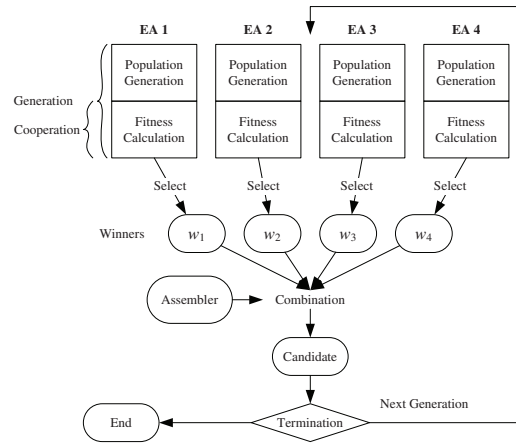 EA 1 EA 2 EA 3 EA 4
Population Generation
Population Generation
Population Generation
Population Generation
Generation
Cooperation
Fitness Calculation
Fitness Calculation
Fitness Calculation
Fitness Calculation
Select Select Select Select
Winners w1 w2 w3 w4
Assembler
Combination
Candidate
Next Generation
End
Termination